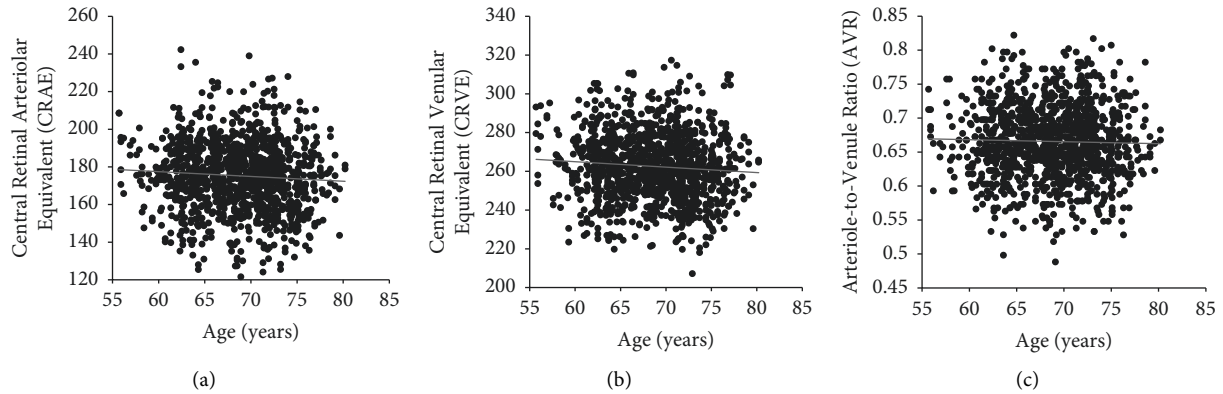 Central Retinal Arteriolar
Equivalent (CRAE)
260
240
220
200
180
160
140
120
55 60 65 70 75 80 85
Age (years)
(a)
Central Retinal Venular
Equivalent (CRVE)
340
320
300
280
260
240
220
200
55 60 65 70 75 80 85
Age (years)
(b)
Arteriole-to-Venule Ratio (AVR)
0.85
0.8
0.75
0.7
0.65
0.6
0.55
0.5
0.45
55 60 65 70 75 80 85
Age (years)
(c)